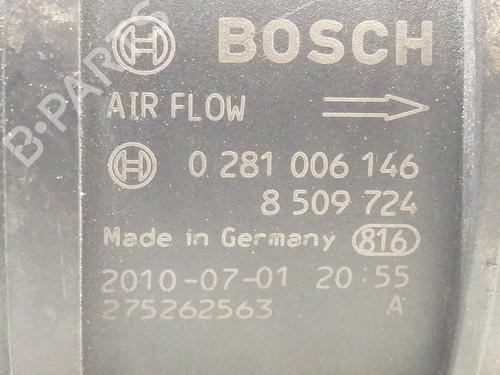 BOSCH
AIR FLOW
0 281 006 146
8 509 724
Made in Germany 816
2010-07-01 20:55
275262563 A
B-PARTS